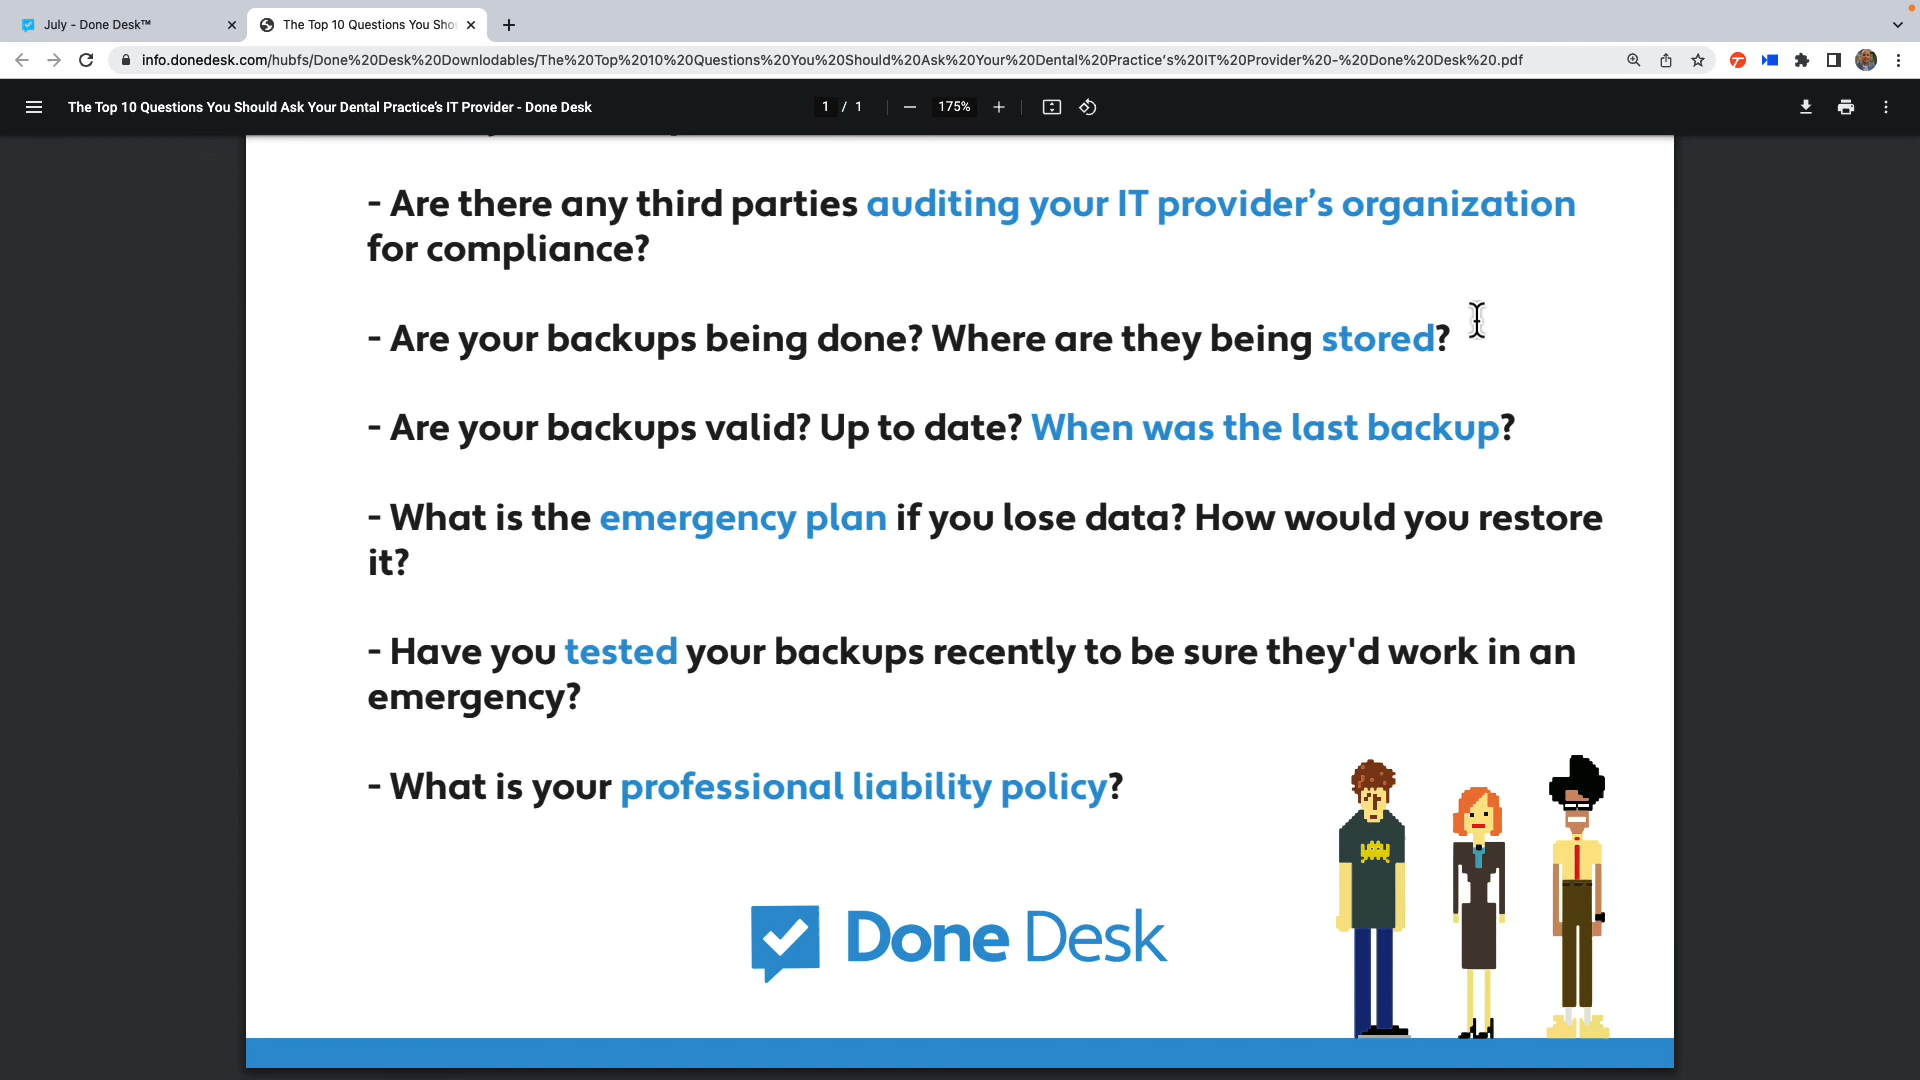 July - Done Desk™
The Top 10 Questions You Shou
info.donedesk.com/hubfs/Done%20Desk%20Downlodables/The%20Top%2010%20Questions%20You%20Should%20Ask%20Your%20Dental%20Practice's%20IT%20Provider%20-%20Done%20Desk%20.pdf
The Top 10 Questions You Should Ask Your Dental Practice's IT Provider - Done Desk
1 / 1
175%
- Are there any third parties auditing your IT provider's organization
for compliance?
- Are your backups being done? Where are they being stored?
- Are your backups valid? Up to date? When was the last backup?
- What is the emergency plan if you lose data? How would you restore
it?
- Have you tested your backups recently to be sure they'd work in an
emergency?
- What is your professional liability policy?
Done Desk